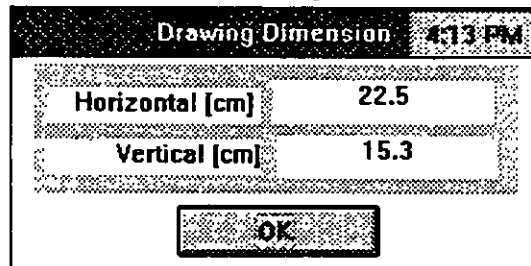 Drawing Dimension 4:13 PM
Horizontal [cm] 22.5
Vertical [cm] 15.3
OK